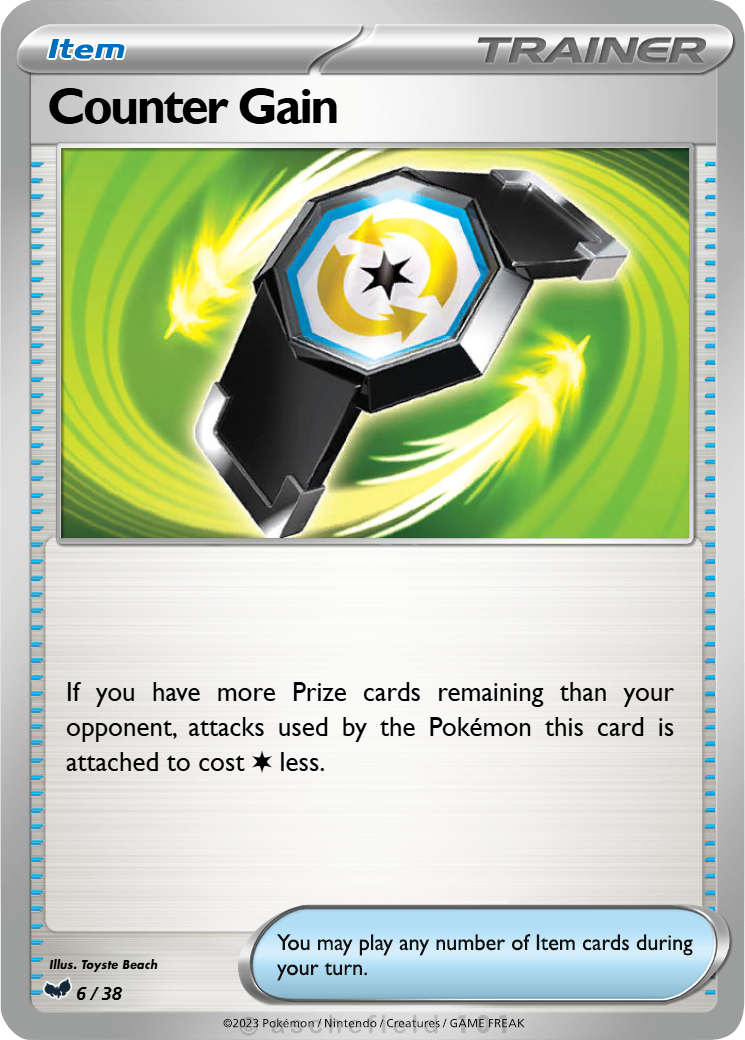 Item
TRAINER
Counter Gain
If you have more Prize cards remaining than your
opponent, attacks used by the Pokémon this card is
attached to cost less.
You may play any number of Item cards during
your turn.
Illus. Toyste Beach
6 / 38
©2023 Pokémon / Nintendo / Creatures / GAME FREAK